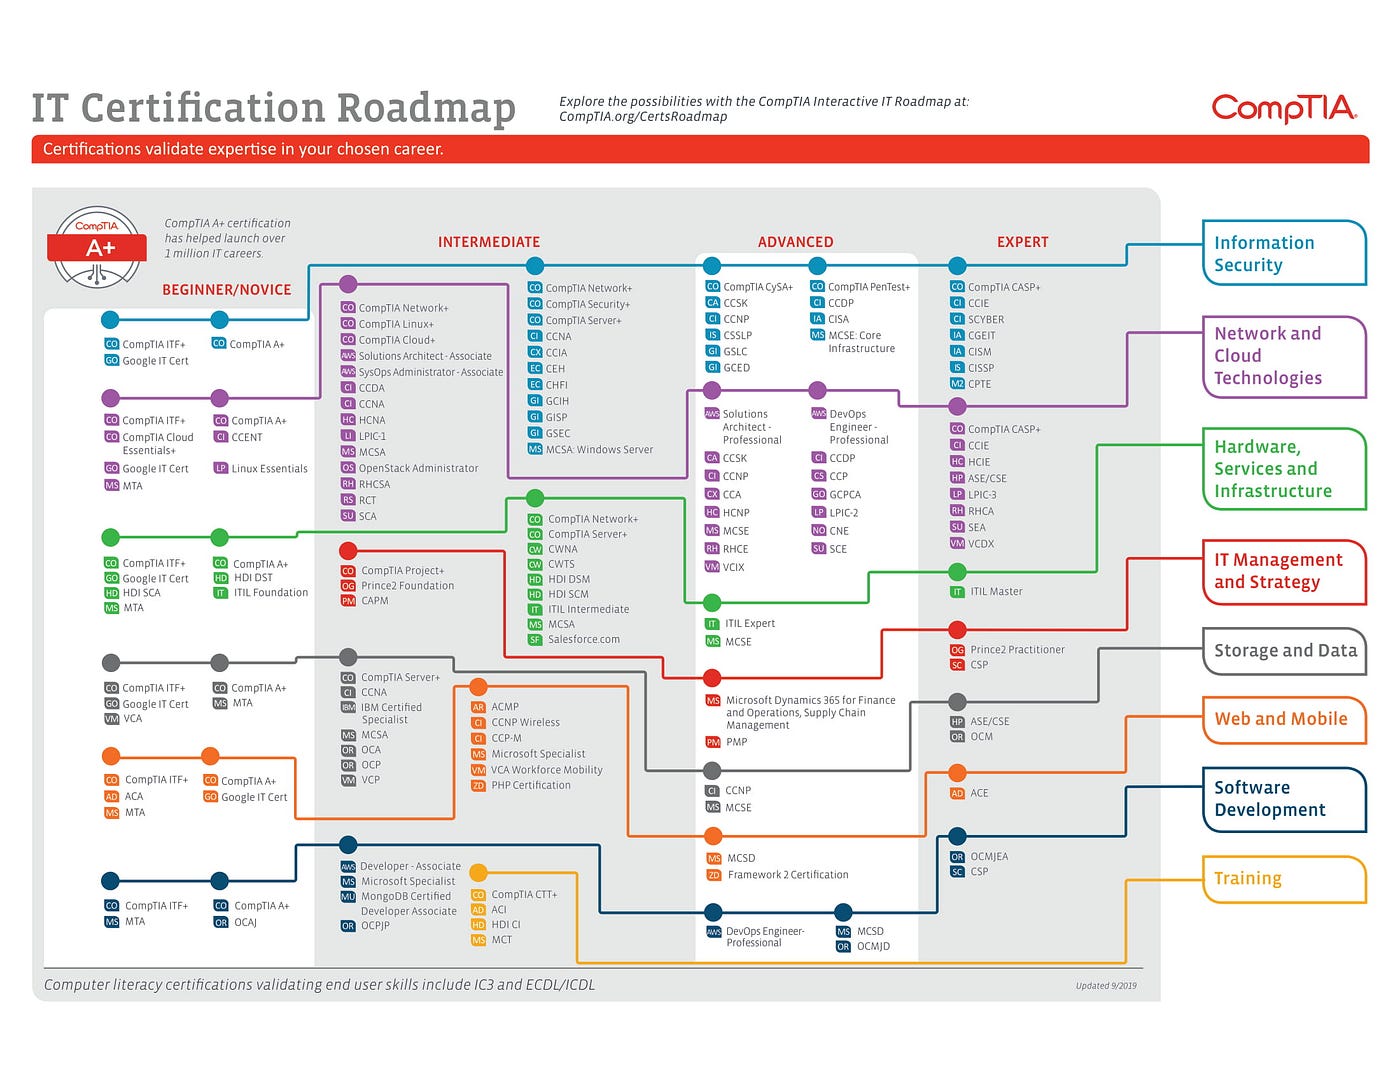 IT Certification Roadmap
Explore the possibilities with the CompTIA Interactive IT Roadmap at:
CompTIA.org/CertsRoadmap
CompTIA.
Certifications validate expertise in your chosen career.
CompTIA
A+
CompTIA A+ certification
has helped launch over
1 million IT careers.
BEGINNER/NOVICE
INTERMEDIATE
ADVANCED
EXPERT
Information
Security
CO CompTIA ITF+
GO Google IT Cert
CO CompTIA A+
CO CompTIA Network+
CO CompTIA Security+
CO CompTIA Server+
CI CCNA
CX CCIA
EC CEH
EC CHFI
GI GCIH
GI GISP
GI GSEC
MS MCSA: Windows Server
CO CompTIA CySA+
CA CCSK
CI CCNP
IS CSSLP
GI GSLC
GI GCED
CO CompTIA PenTest+
CI CCDP
IA CISA
MS MCSE: Core
Infrastructure
CO CompTIA CASP+
CI CCIE
CI SCYBER
IA CGEIT
IA CISM
IS CISSP
M2 CPTE
Network and
Cloud
Technologies
CO CompTIA ITF+
CO CompTIA Cloud
Essentials+
GO Google IT Cert
MS MTA
CO CompTIA A+
CI CCENT
LP Linux Essentials
CO CompTIA Network+
CO CompTIA Linux+
CO CompTIA Cloud+
AWS Solutions Architect - Associate
AWS SysOps Administrator - Associate
CI CCDA
CI CCNA
HC HCNA
LI LPIC-1
MS MCSA
OS OpenStack Administrator
RH RHCSA
RS RCT
SU SCA
AWS Solutions
Architect -
Professional
CA CCSK
CI CCNP
CX CCA
HC HCNP
MS MCSE
RH RHCE
VM VCIX
AWS DevOps
Engineer -
Professional
CI CCDP
CS CCP
GO GCPCA
LP LPIC-2
NO CNE
SU SCE
CO CompTIA CASP+
CI CCIE
HC HCIE
HP ASE/CSE
LP LPIC-3
RH RHCA
SU SEA
VM VCDX
Hardware,
Services and
Infrastructure
CO CompTIA ITF+
GO Google IT Cert
HD HDI SCA
MS MTA
CO CompTIA A+
HD HDI DST
IT ITIL Foundation
CO CompTIA Network+
CO CompTIA Server+
CW CWNA
CW CWTS
HD HDI DSM
HD HDI SCM
IT ITIL Intermediate
MS MCSA
SF Salesforce.com
IT ITIL Expert
MS MCSE
IT ITIL Master
IT Management
and Strategy
CO CompTIA Project+
OG Prince2 Foundation
PM CAPM
MS Microsoft Dynamics 365 for Finance
and Operations, Supply Chain
Management
PM PMP
OG Prince2 Practitioner
SC CSP
Storage and Data
CO CompTIA ITF+
GO Google IT Cert
VM VCA
CO CompTIA A+
MS MTA
CO CompTIA Server+
CI CCNA
IBM IBM Certified
Specialist
MS MCSA
OR OCA
OR OCP
VM VCP
CI CCNP
MS MCSE
HP ASE/CSE
OR OCM
Web and Mobile
CO CompTIA ITF+
AD ACA
MS MTA
CO CompTIA A+
GO Google IT Cert
AR ACMP
CI CCNP Wireless
CI CCP-M
MS Microsoft Specialist
VM VCA Workforce Mobility
ZD PHP Certification
MS MCSD
ZD Framework 2 Certification
AD ACE
Software
Development
CO CompTIA ITF+
MS MTA
CO CompTIA A+
OR OCAJ
AWS Developer - Associate
MS Microsoft Specialist
MU MongoDB Certified
Developer Associate
OR OCPJP
AWS DevOps Engineer-
Professional
MS MCSD
OR OCMJD
OR OCMJEA
SC CSP
Training
CO CompTIA CTT+
AD ACI
HD HDI CI
MS MCT
Computer literacy certifications validating end user skills include IC3 and ECDL/ICDL
Updated 9/2019